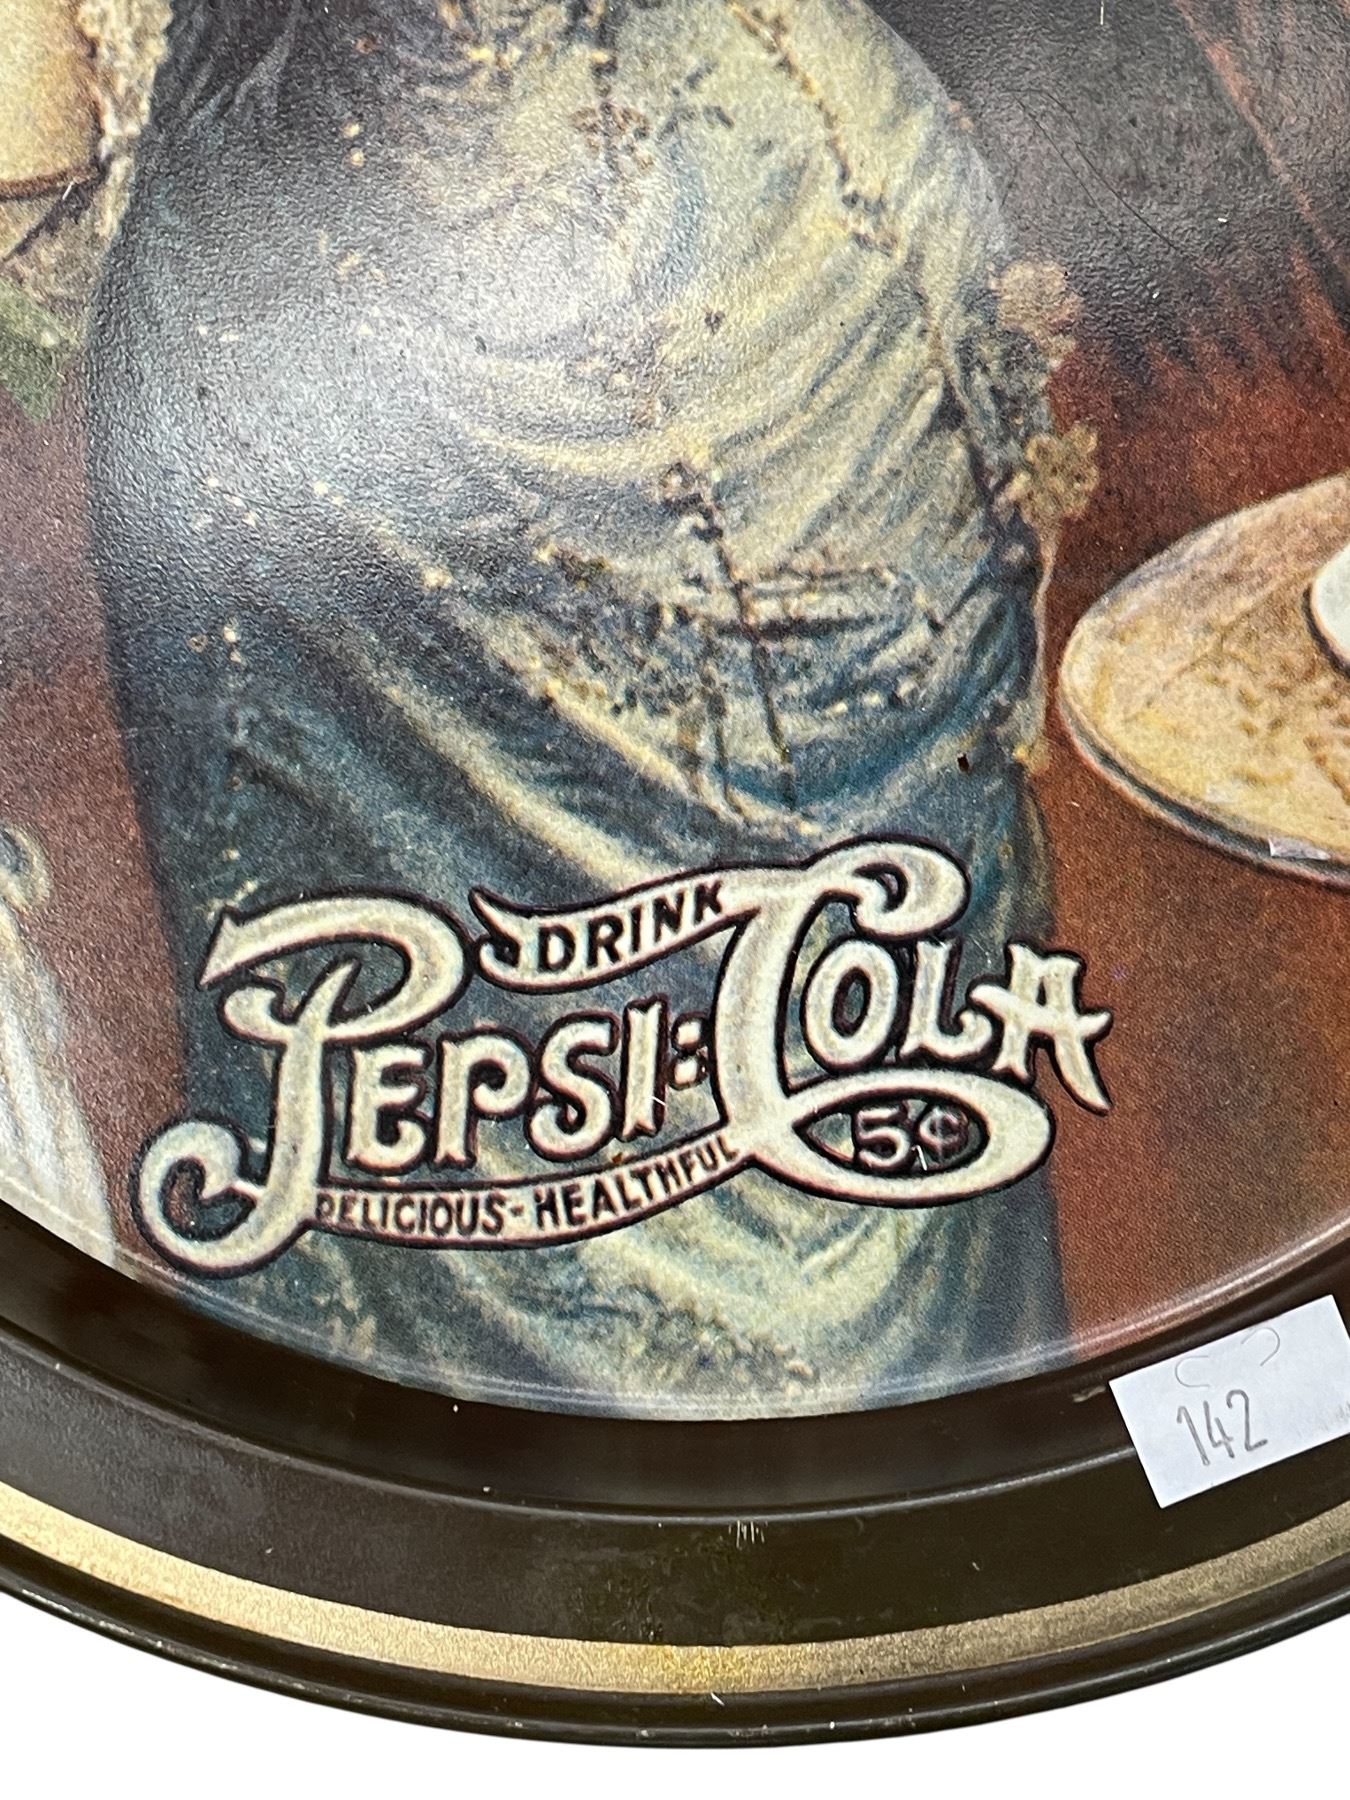 DRINK
PEPSI:COLA
5¢
DELICIOUS-HEALTHFUL
142